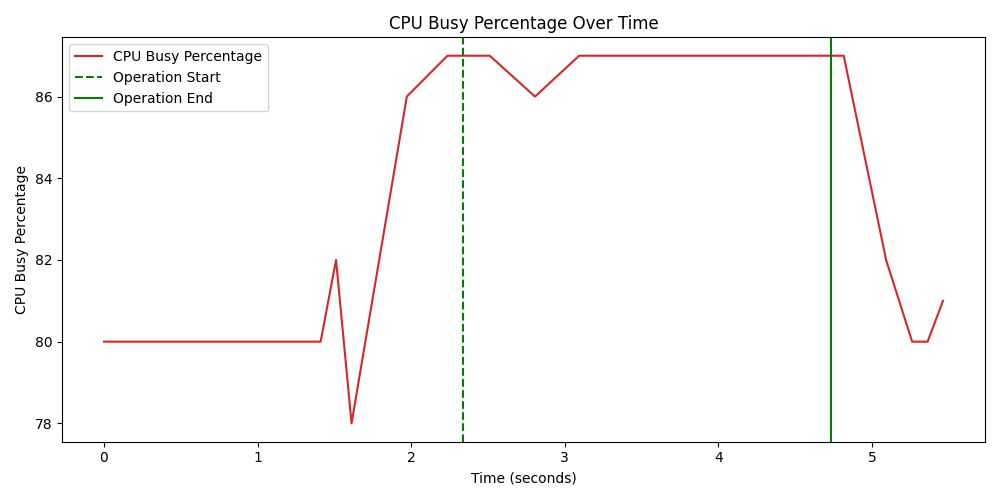 CPU Busy Percentage Over Time
CPU Busy Percentage
Operation Start
Operation End
CPU Busy Percentage
86
84
82
80
78
0 1 2 3 4 5
Time (seconds)